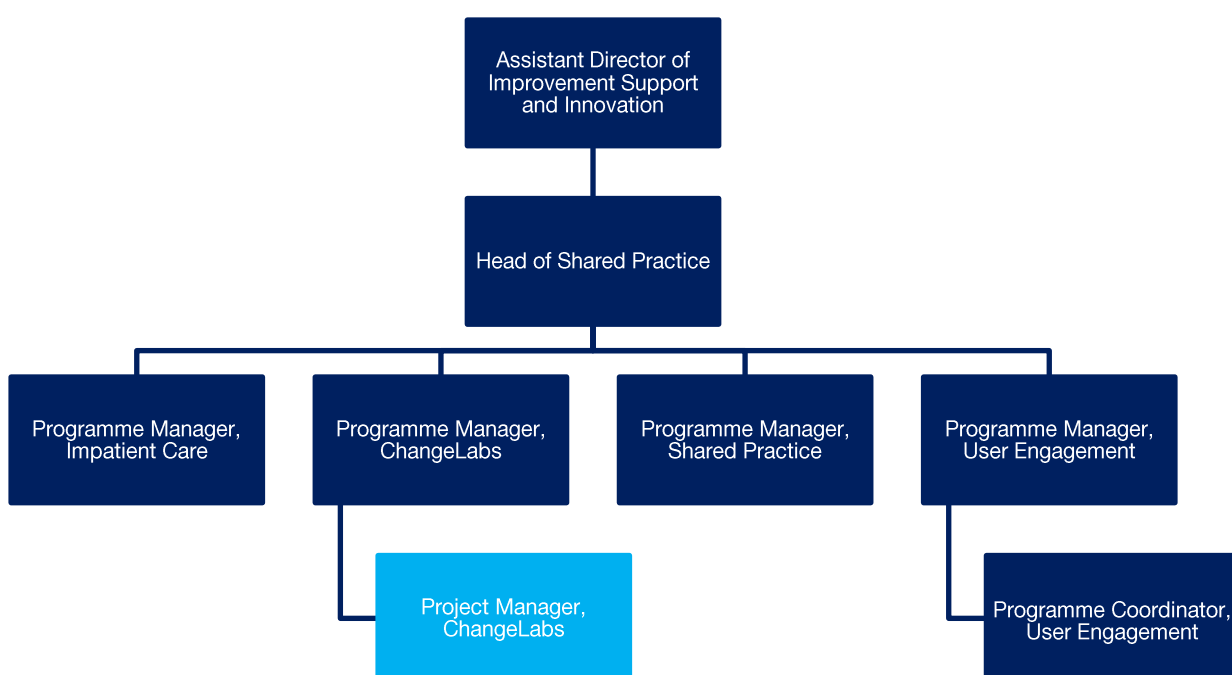 Assistant Director of
Improvement Support
and Innovation
Head of Shared Practice
Programme Manager,
Impatient Care
Programme Manager,
ChangeLabs
Programme Manager,
Shared Practice
Programme Manager,
User Engagement
Project Manager,
ChangeLabs
Programme Coordinator,
User Engagement